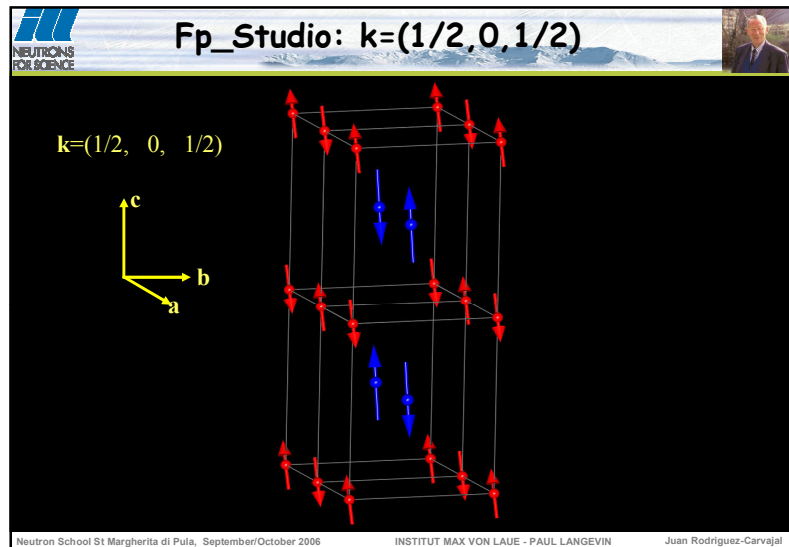 NEUTRONS
FOR SCIENCE
Fp_Studio: k=(1/2,0,1/2)
k=(1/2, 0, 1/2)
c
b
a
Neutron School St Margherita di Pula, September/October 2006 INSTITUT MAX VON LAUE - PAUL LANGEVIN Juan Rodriguez-Carvajal